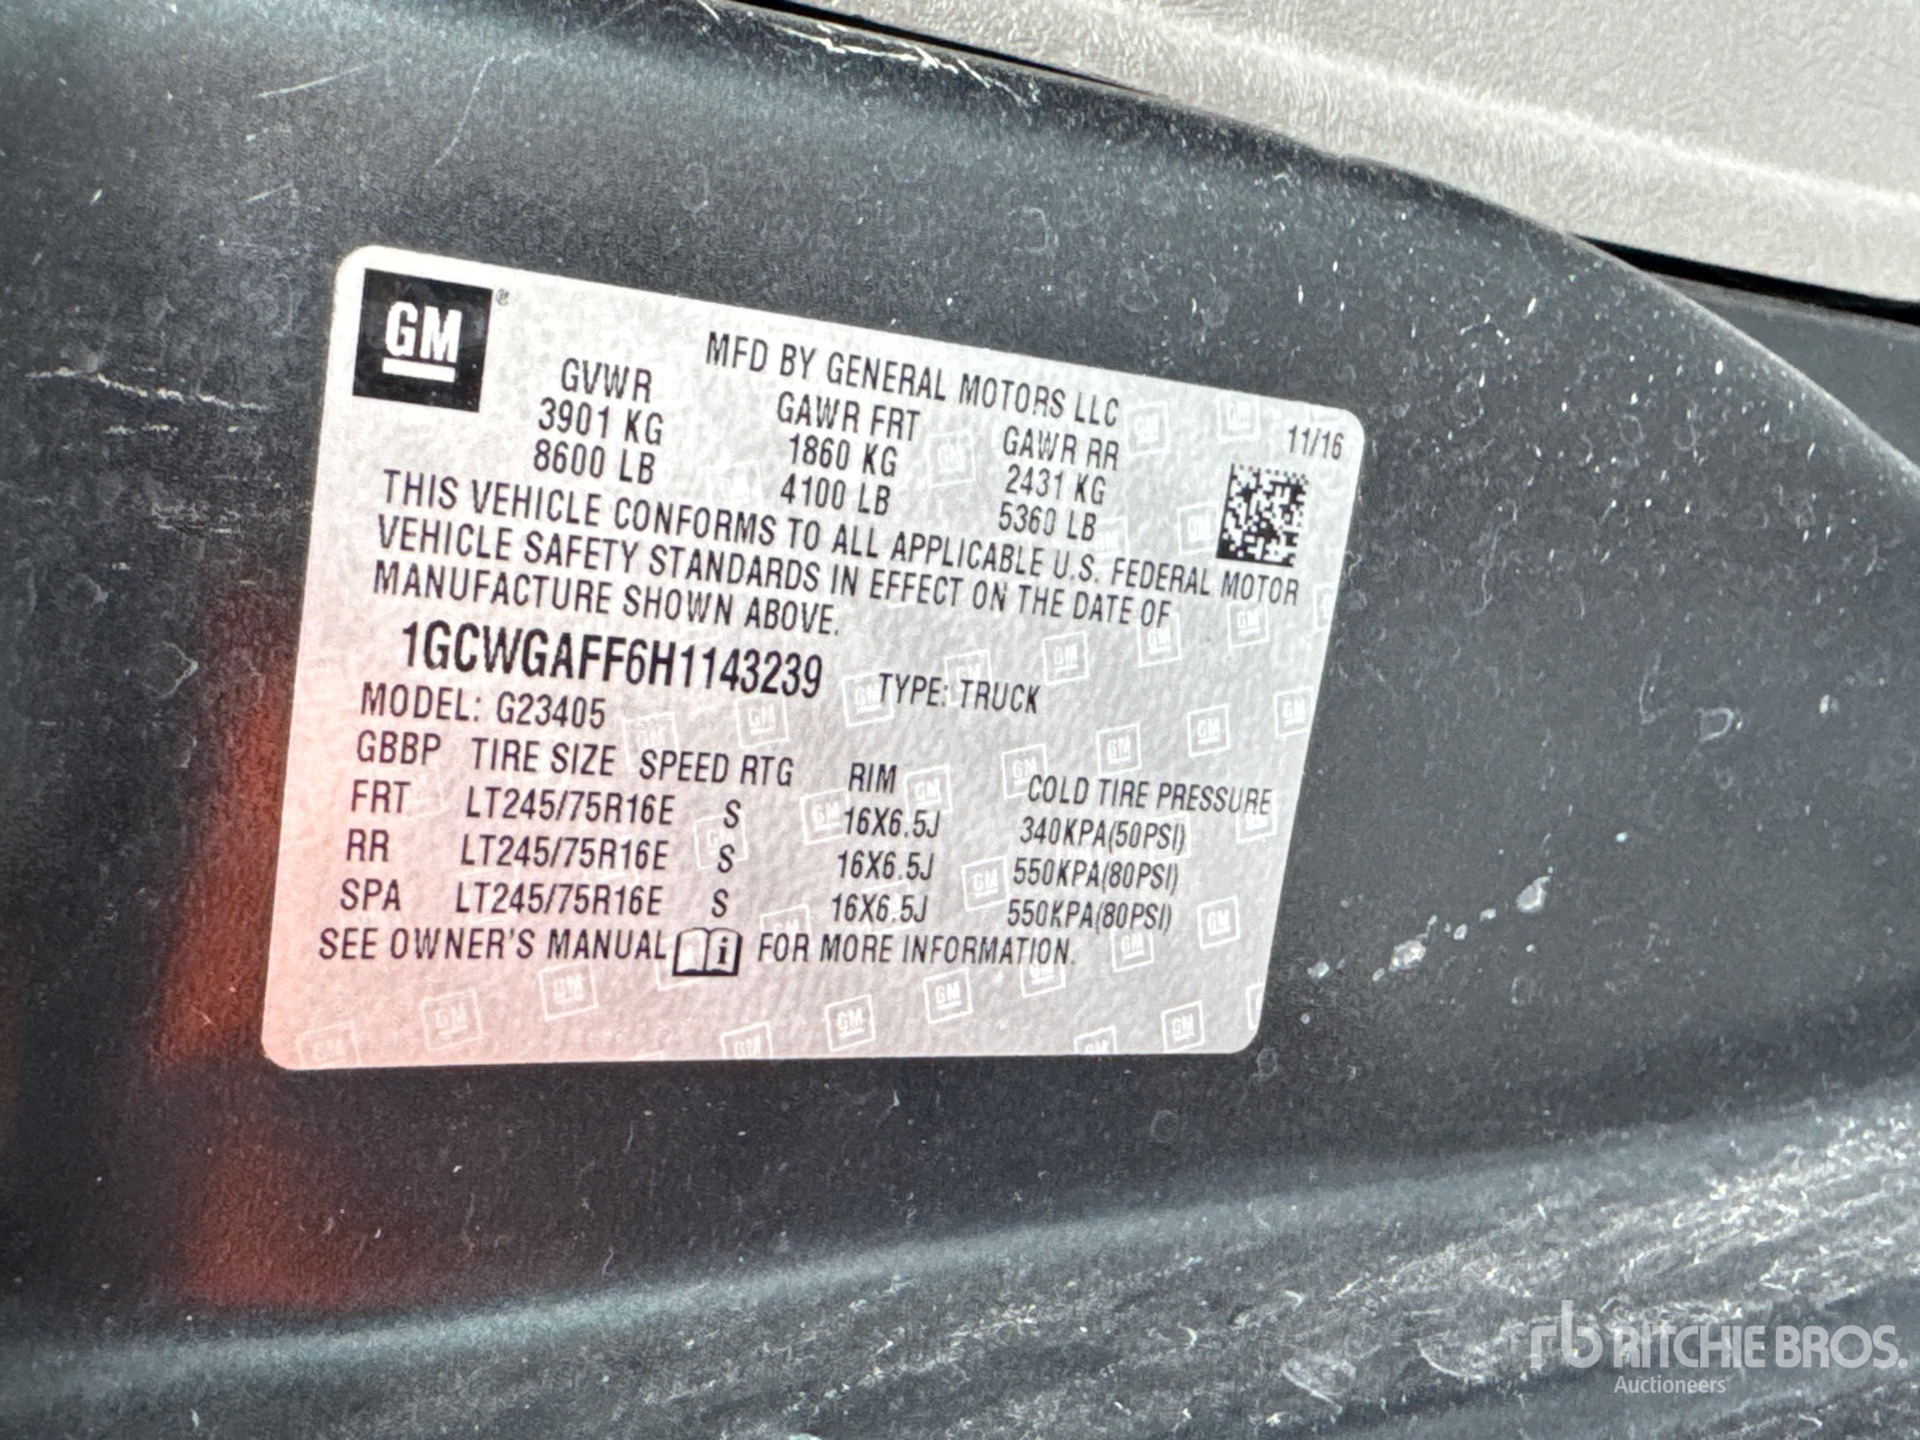 GM ®
MFD BY GENERAL MOTORS LLC
GVWR GAWR FRT GAWR RR 11/16
3901 KG 1860 KG 2431 KG
8600 LB 4100 LB 5360 LB
THIS VEHICLE CONFORMS TO ALL APPLICABLE U.S. FEDERAL MOTOR
VEHICLE SAFETY STANDARDS IN EFFECT ON THE DATE OF
MANUFACTURE SHOWN ABOVE.
1GCWGAFF6H1143239 TYPE: TRUCK
MODEL: G23405
GBBP TIRE SIZE SPEED RTG RIM COLD TIRE PRESSURE
FRT LT245/75R16E S 16X6.5J 340KPA(50PSI)
RR LT245/75R16E S 16X6.5J 550KPA(80PSI)
SPA LT245/75R16E S 16X6.5J 550KPA(80PSI)
SEE OWNER'S MANUAL i FOR MORE INFORMATION.
rb RITCHIE BROS.
Auctioneers